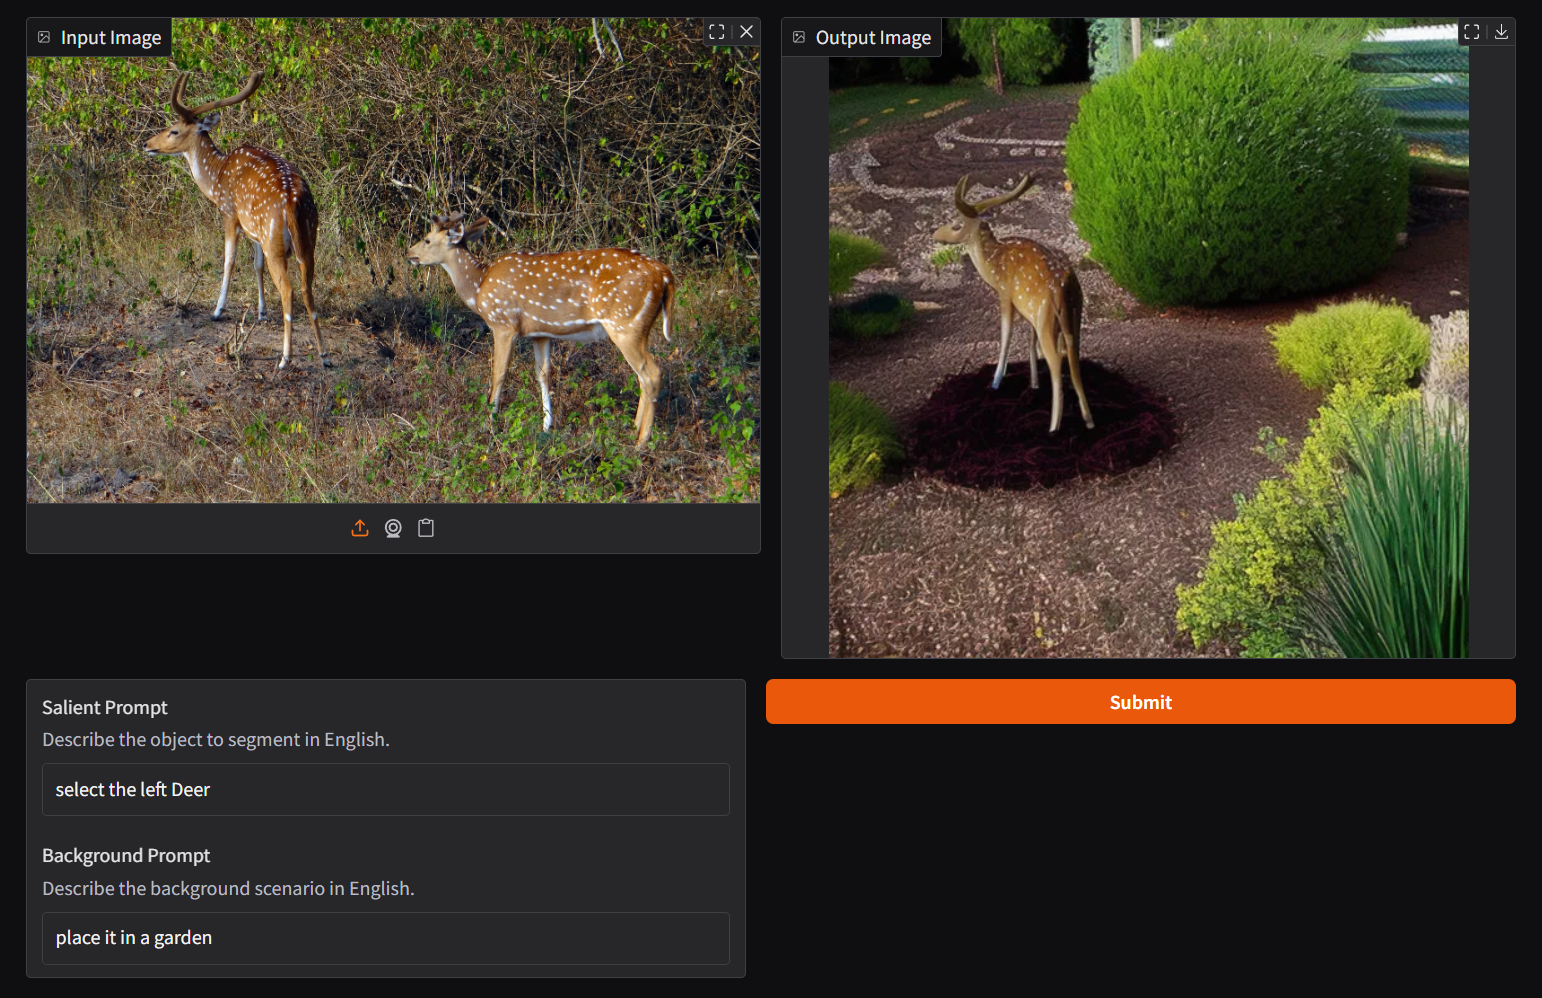 Input Image
Output Image
Salient Prompt
Describe the object to segment in English.
select the left Deer
Background Prompt
Describe the background scenario in English.
place it in a garden
Submit